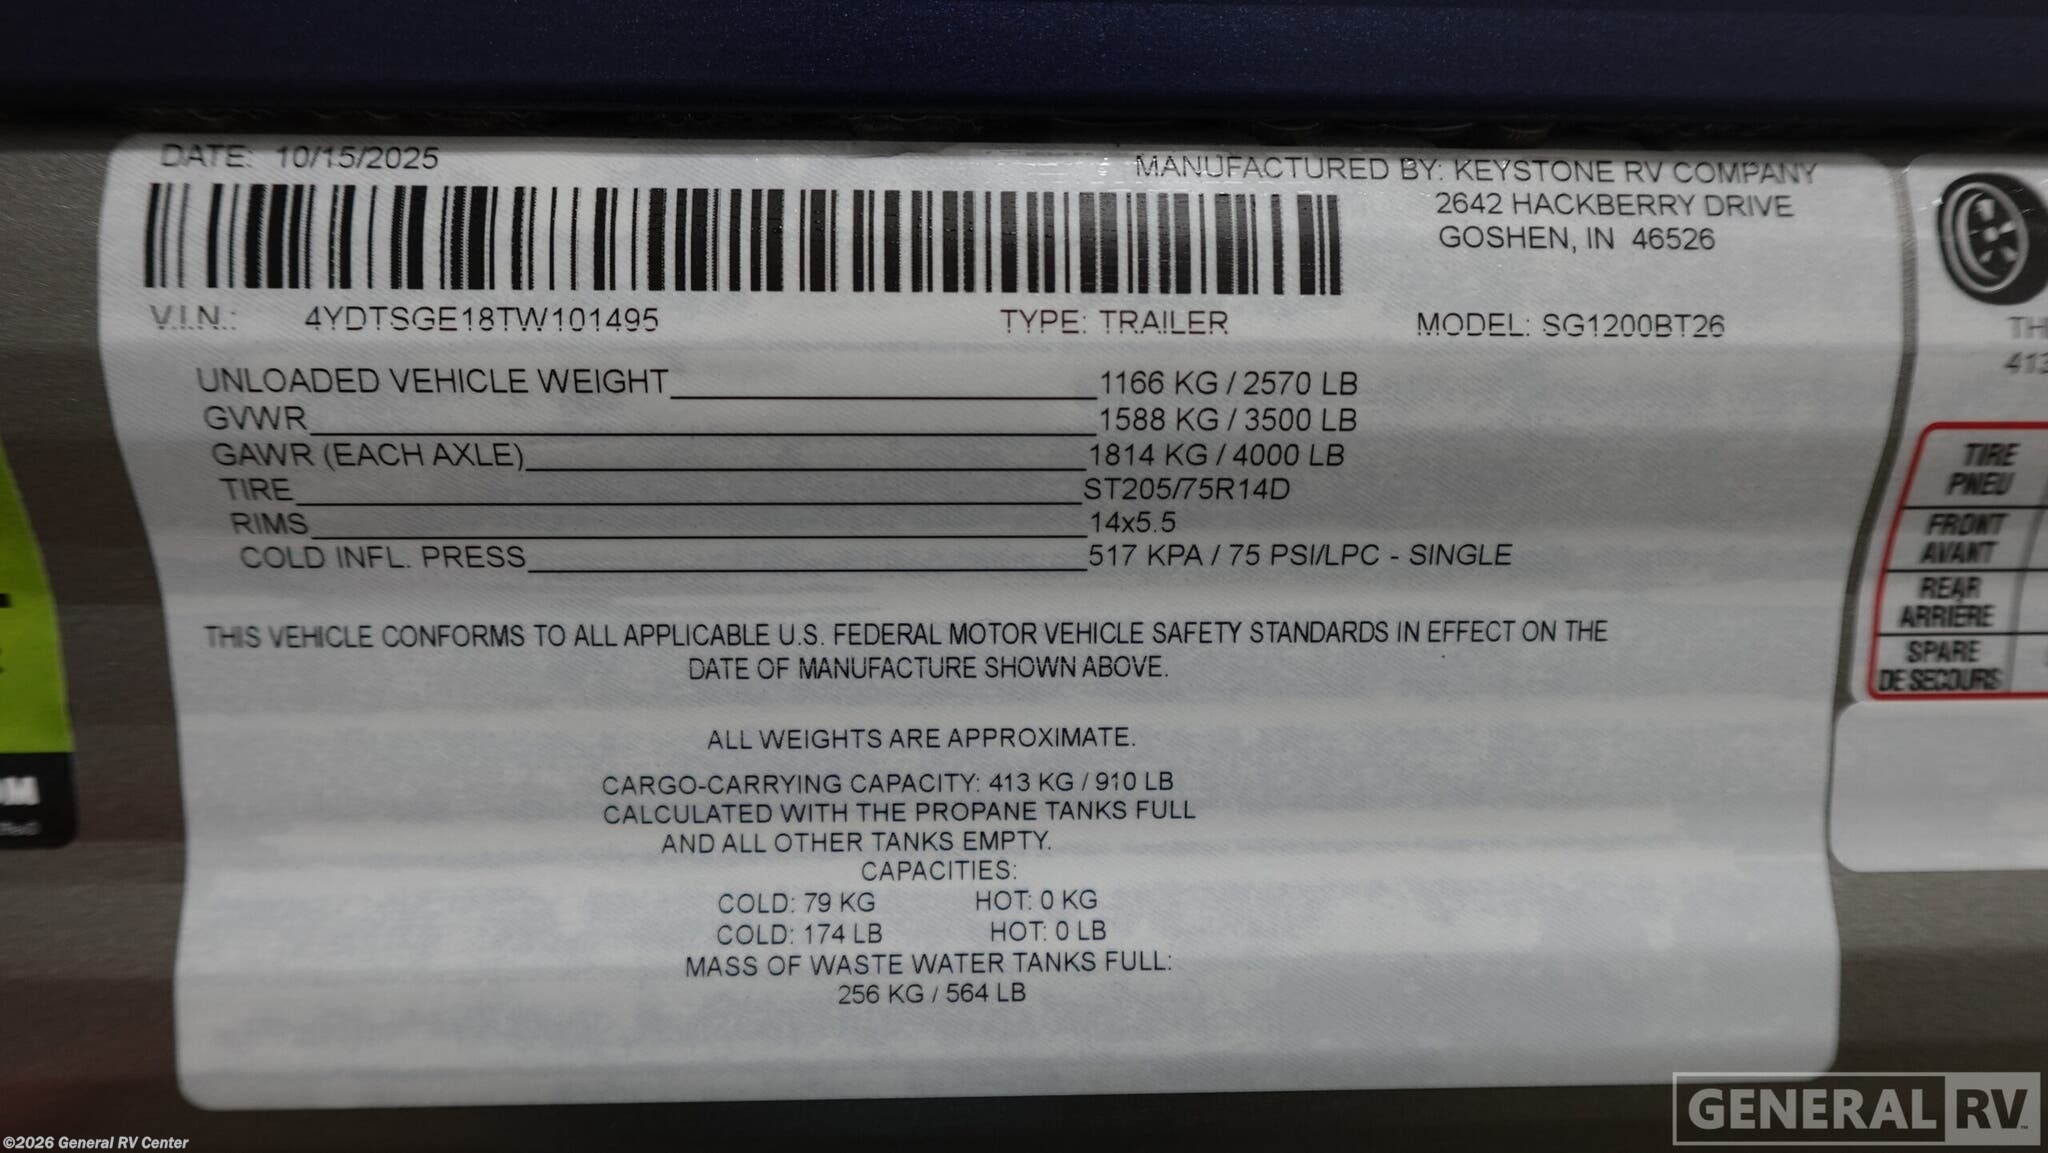 DATE: 10/15/2025
MANUFACTURED BY: KEYSTONE RV COMPANY
2642 HACKBERRY DRIVE
GOSHEN, IN 46526
V.I.N.: 4YDTSGE18TW101495 TYPE: TRAILER MODEL: SG1200BT26
UNLOADED VEHICLE WEIGHT 1166 KG / 2570 LB
GVWR 1588 KG / 3500 LB
GAWR (EACH AXLE) 1814 KG / 4000 LB
TIRE ST205/75R14D
RIMS 14x5.5
COLD INFL. PRESS 517 KPA / 75 PSI/LPC - SINGLE
THIS VEHICLE CONFORMS TO ALL APPLICABLE U.S. FEDERAL MOTOR VEHICLE SAFETY STANDARDS IN EFFECT ON THE
DATE OF MANUFACTURE SHOWN ABOVE.
ALL WEIGHTS ARE APPROXIMATE.
CARGO-CARRYING CAPACITY: 413 KG / 910 LB
CALCULATED WITH THE PROPANE TANKS FULL
AND ALL OTHER TANKS EMPTY.
CAPACITIES:
COLD: 79 KG HOT: 0 KG
COLD: 174 LB HOT: 0 LB
MASS OF WASTE WATER TANKS FULL:
256 KG / 564 LB
TH
413
TIRE
PNEU
FRONT
AVANT
REAR
ARRIÈRE
SPARE
DE SECOURS
OM
GENERAL RV
©2026 General RV Center